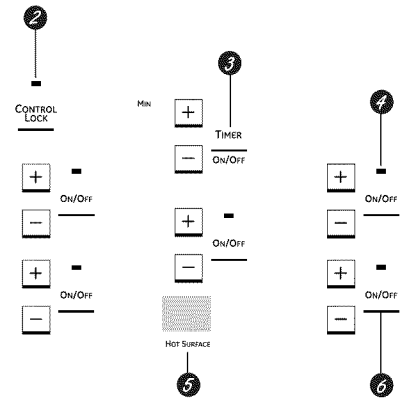 2
3
MIN
+
CONTROL
LOCK
TIMER
4
−
ON/OFF
+
+
ON/OFF
+
ON/OFF
−
ON/OFF
−
+
−
+
ON/OFF
ON/OFF
−
−
HOT SURFACE
5
6